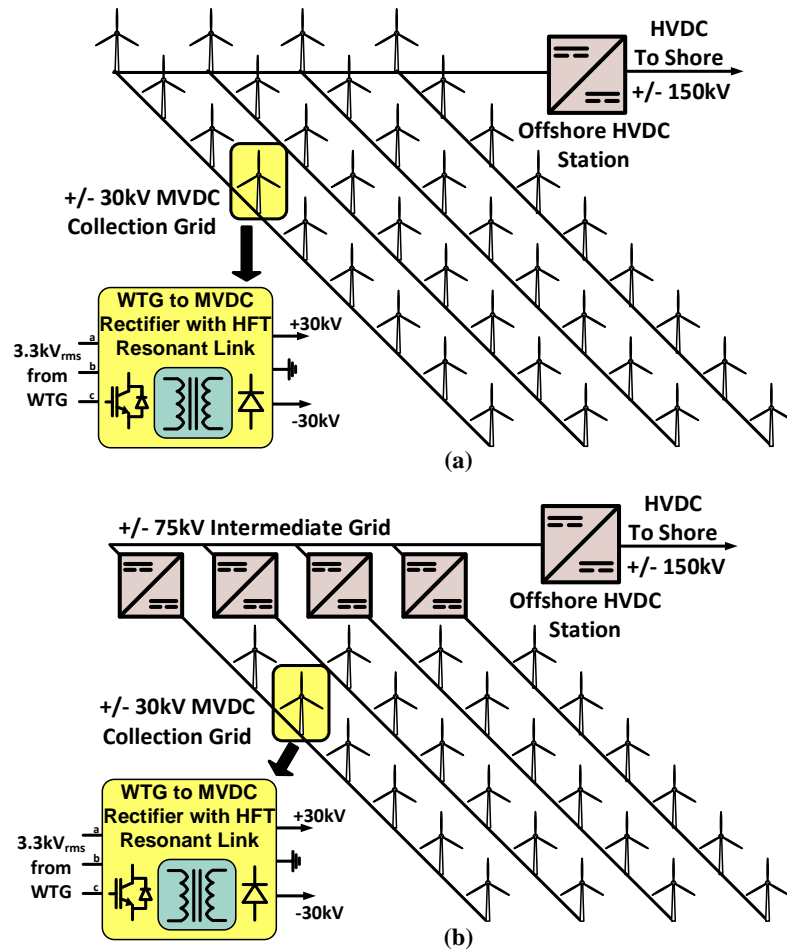 HVDC
To Shore
+/- 150kV
Offshore HVDC
Station
+/- 30kV MVDC
Collection Grid
WTG to MVDC
Rectifier with HFT
Resonant Link
3.3kVrms
from
WTG
a
b
c
+30kV
-30kV
(a)
+/- 75kV Intermediate Grid
HVDC
To Shore
+/- 150kV
Offshore HVDC
Station
+/- 30kV MVDC
Collection Grid
WTG to MVDC
Rectifier with HFT
Resonant Link
3.3kVrms
from
WTG
a
b
c
+30kV
-30kV
(b)